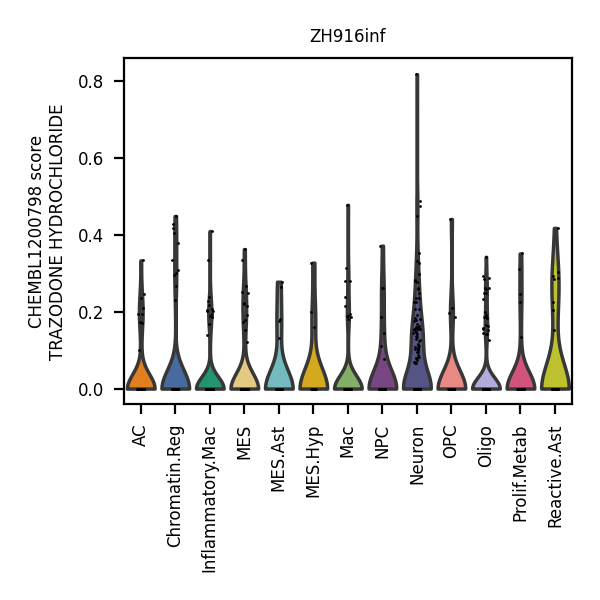 ZH916inf
CHEMBL1200798 score
TRAZODONE HYDROCHLORIDE
0.8
0.6
0.4
0.2
0.0
AC
Chromatin.Reg
Inflammatory.Mac
MES
MES.Ast
MES.Hyp
Mac
NPC
Neuron
OPC
Oligo
Prolif.Metab
Reactive.Ast